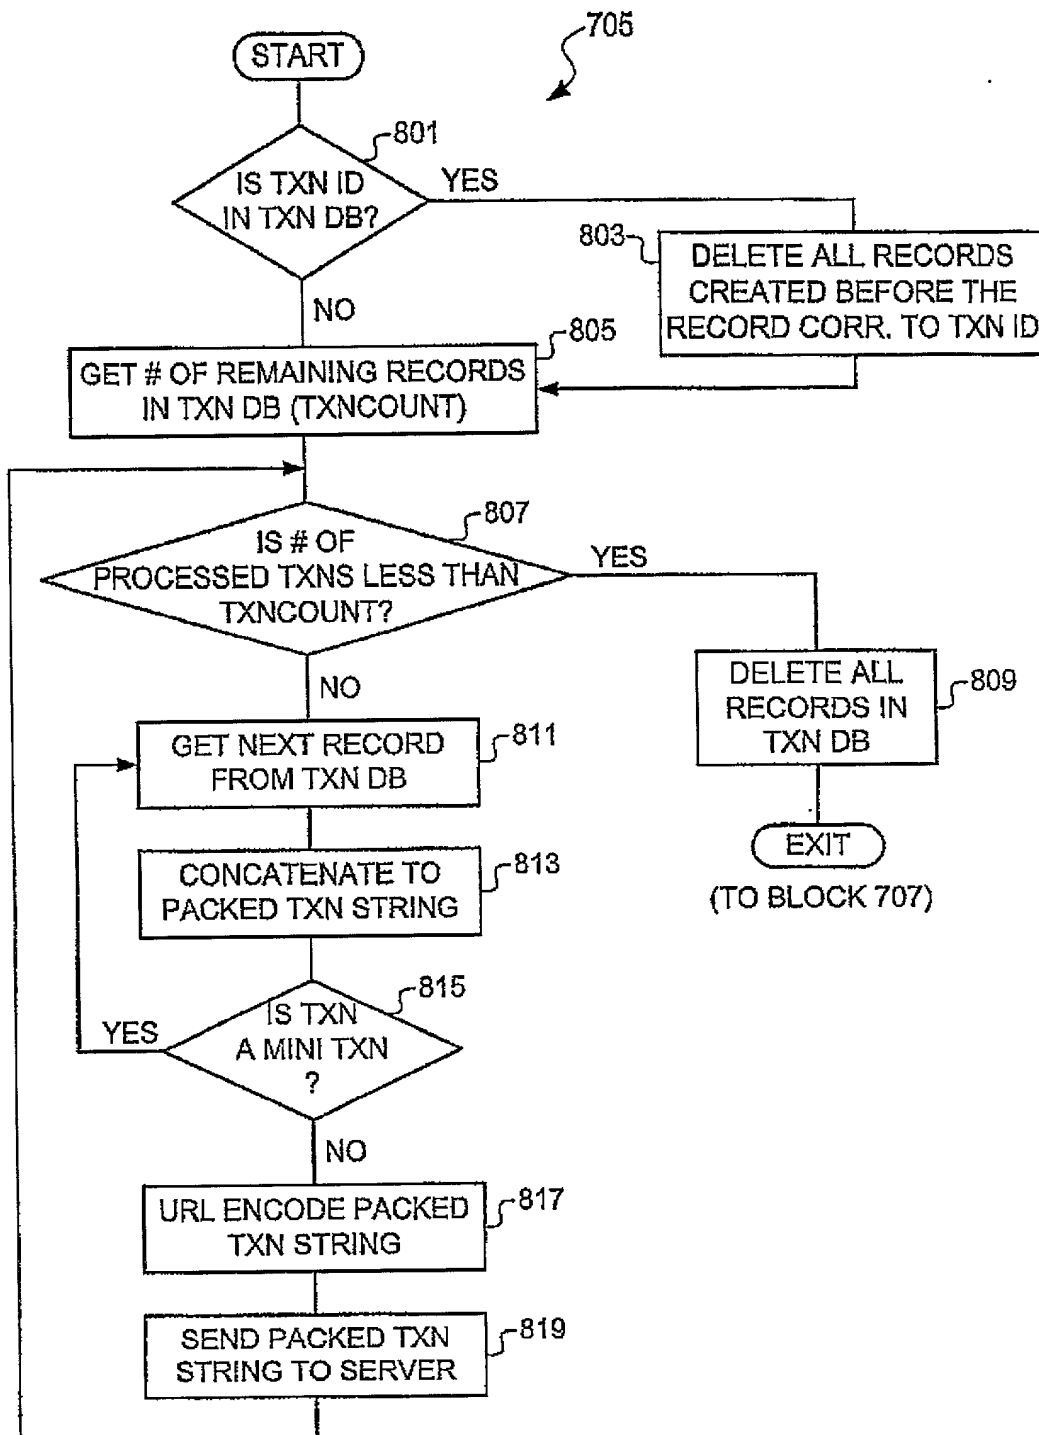 705
START
801
IS TXN ID
IN TXN DB?
YES
NO
803
DELETE ALL RECORDS
CREATED BEFORE THE
RECORD CORR. TO TXN ID
805
GET # OF REMAINING RECORDS
IN TXN DB (TXNCOUNT)
807
IS # OF
PROCESSED TXNS LESS THAN
TXNCOUNT?
YES
NO
809
DELETE ALL
RECORDS IN
TXN DB
EXIT
(TO BLOCK 707)
811
GET NEXT RECORD
FROM TXN DB
813
CONCATENATE TO
PACKED TXN STRING
815
IS TXN
A MINI TXN
?
YES
NO
817
URL ENCODE PACKED
TXN STRING
819
SEND PACKED TXN
STRING TO SERVER